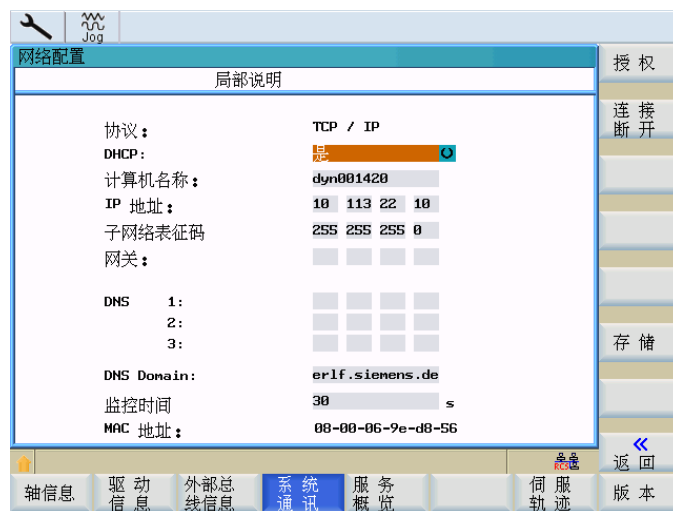 Jog
网络配置
授 权
局部说明
连 接
断 开
协议： TCP / IP
DHCP: 是
计算机名称： dyn001420
IP 地址： 10 113 22 10
子网络表征码 255 255 255 0
网关：
DNS 1:
2:
3:
存 储
DNS Domain: erlf.siemens.de
监控时间 30 s
MAC 地址： 08-00-06-9e-d8-56
RCS
«
返 回
轴信息 驱 动 信 息 外部总 线信息 系 统 通 讯 服 务 概 览 伺 服 轨 迹 版 本